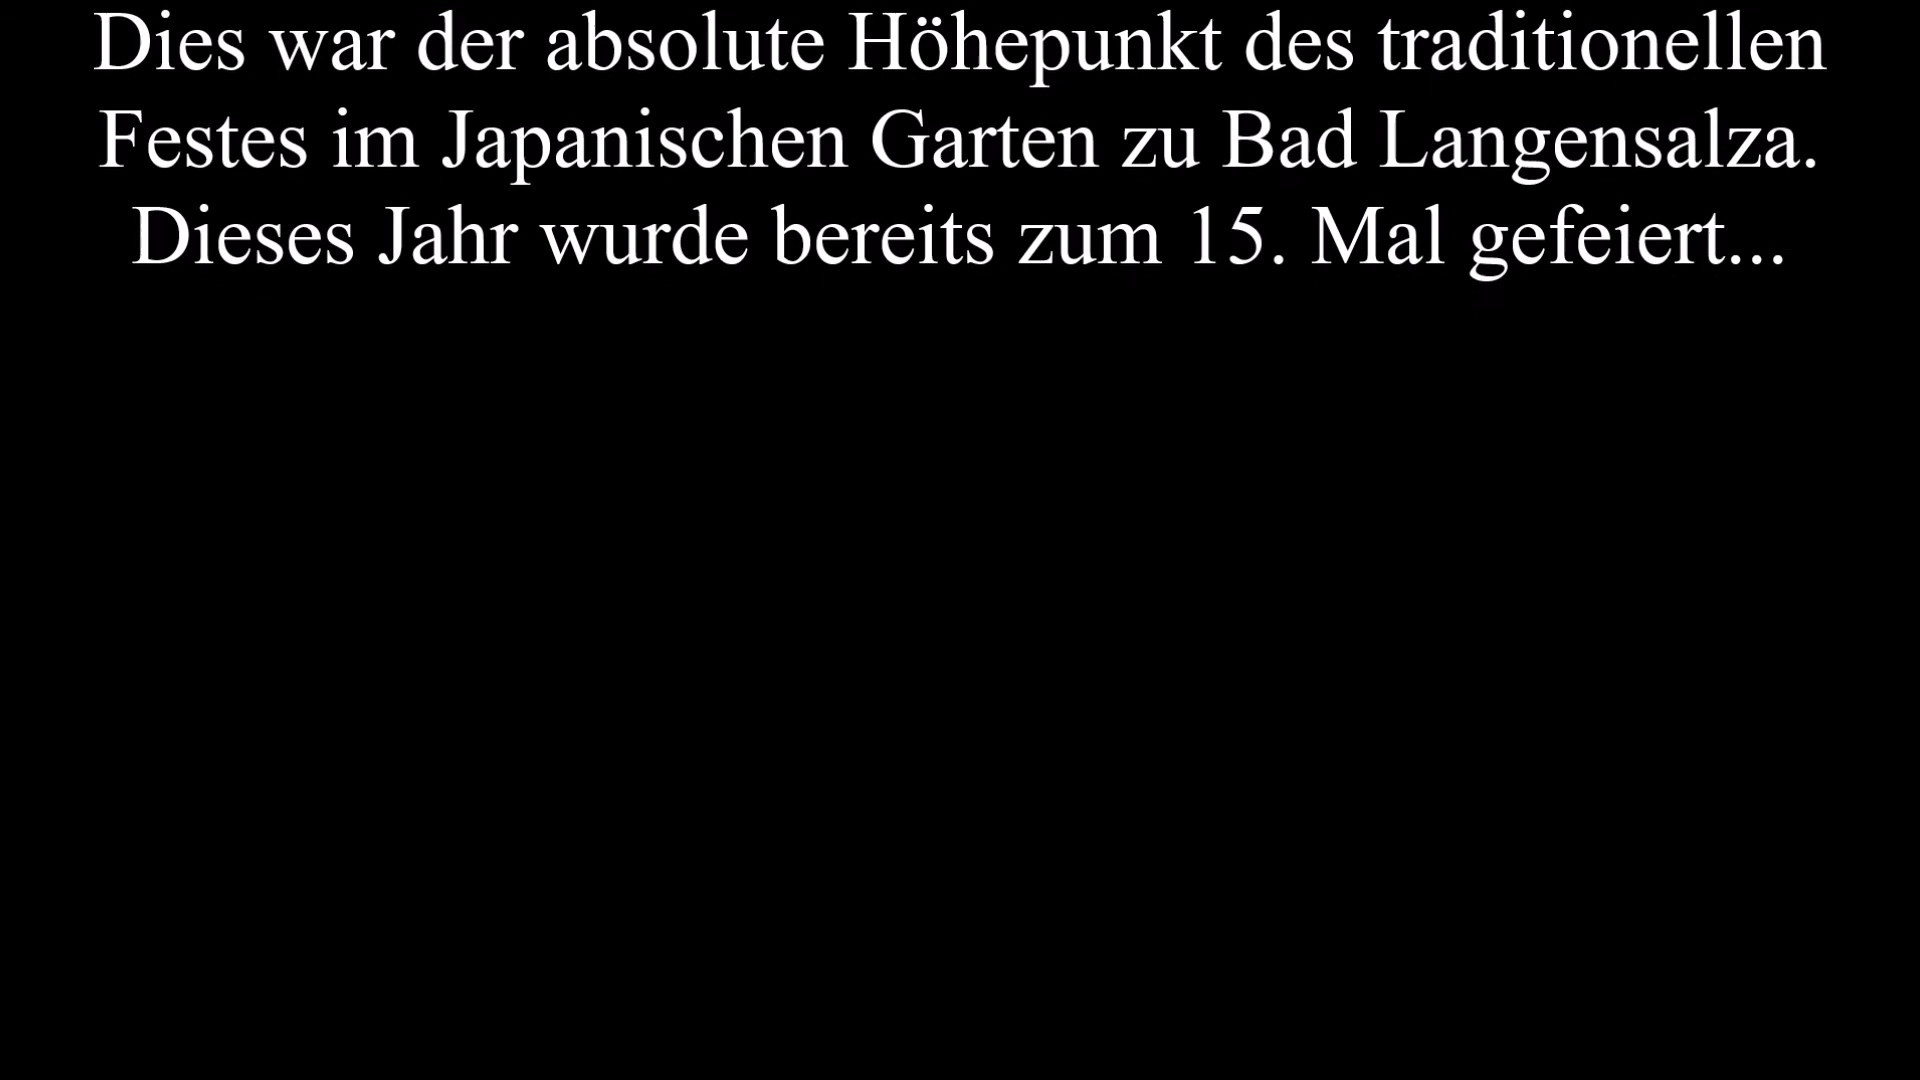 Dies war der absolute Höhepunkt des traditionellen
Festes im Japanischen Garten zu Bad Langensalza.
Dieses Jahr wurde bereits zum 15. Mal gefeiert...